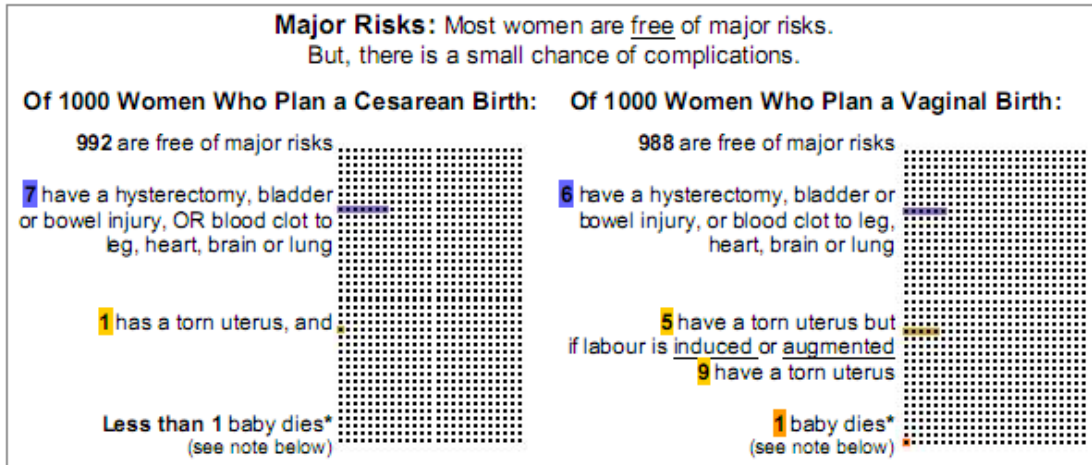 Major Risks: Most women are free of major risks.
But, there is a small chance of complications.
Of 1000 Women Who Plan a Cesarean Birth:
992 are free of major risks
7 have a hysterectomy, bladder
or bowel injury, OR blood clot to
leg, heart, brain or lung
1 has a torn uterus, and
Less than 1 baby dies*
(see note below)
Of 1000 Women Who Plan a Vaginal Birth:
988 are free of major risks
6 have a hysterectomy, bladder or
bowel injury, or blood clot to leg,
heart, brain or lung
5 have a torn uterus but
if labour is induced or augmented
9 have a torn uterus
1 baby dies*
(see note below)